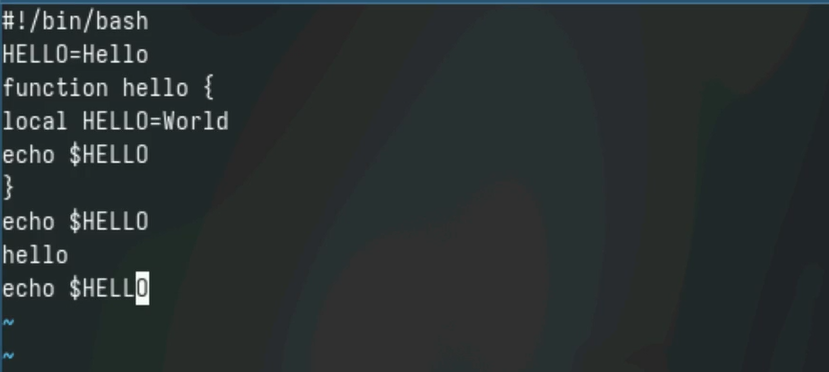 #!/bin/bash
HELLO=Hello
function hello {
local HELLO=World
echo $HELLO
}
echo $HELLO
hello
echo $HELLO
~
~